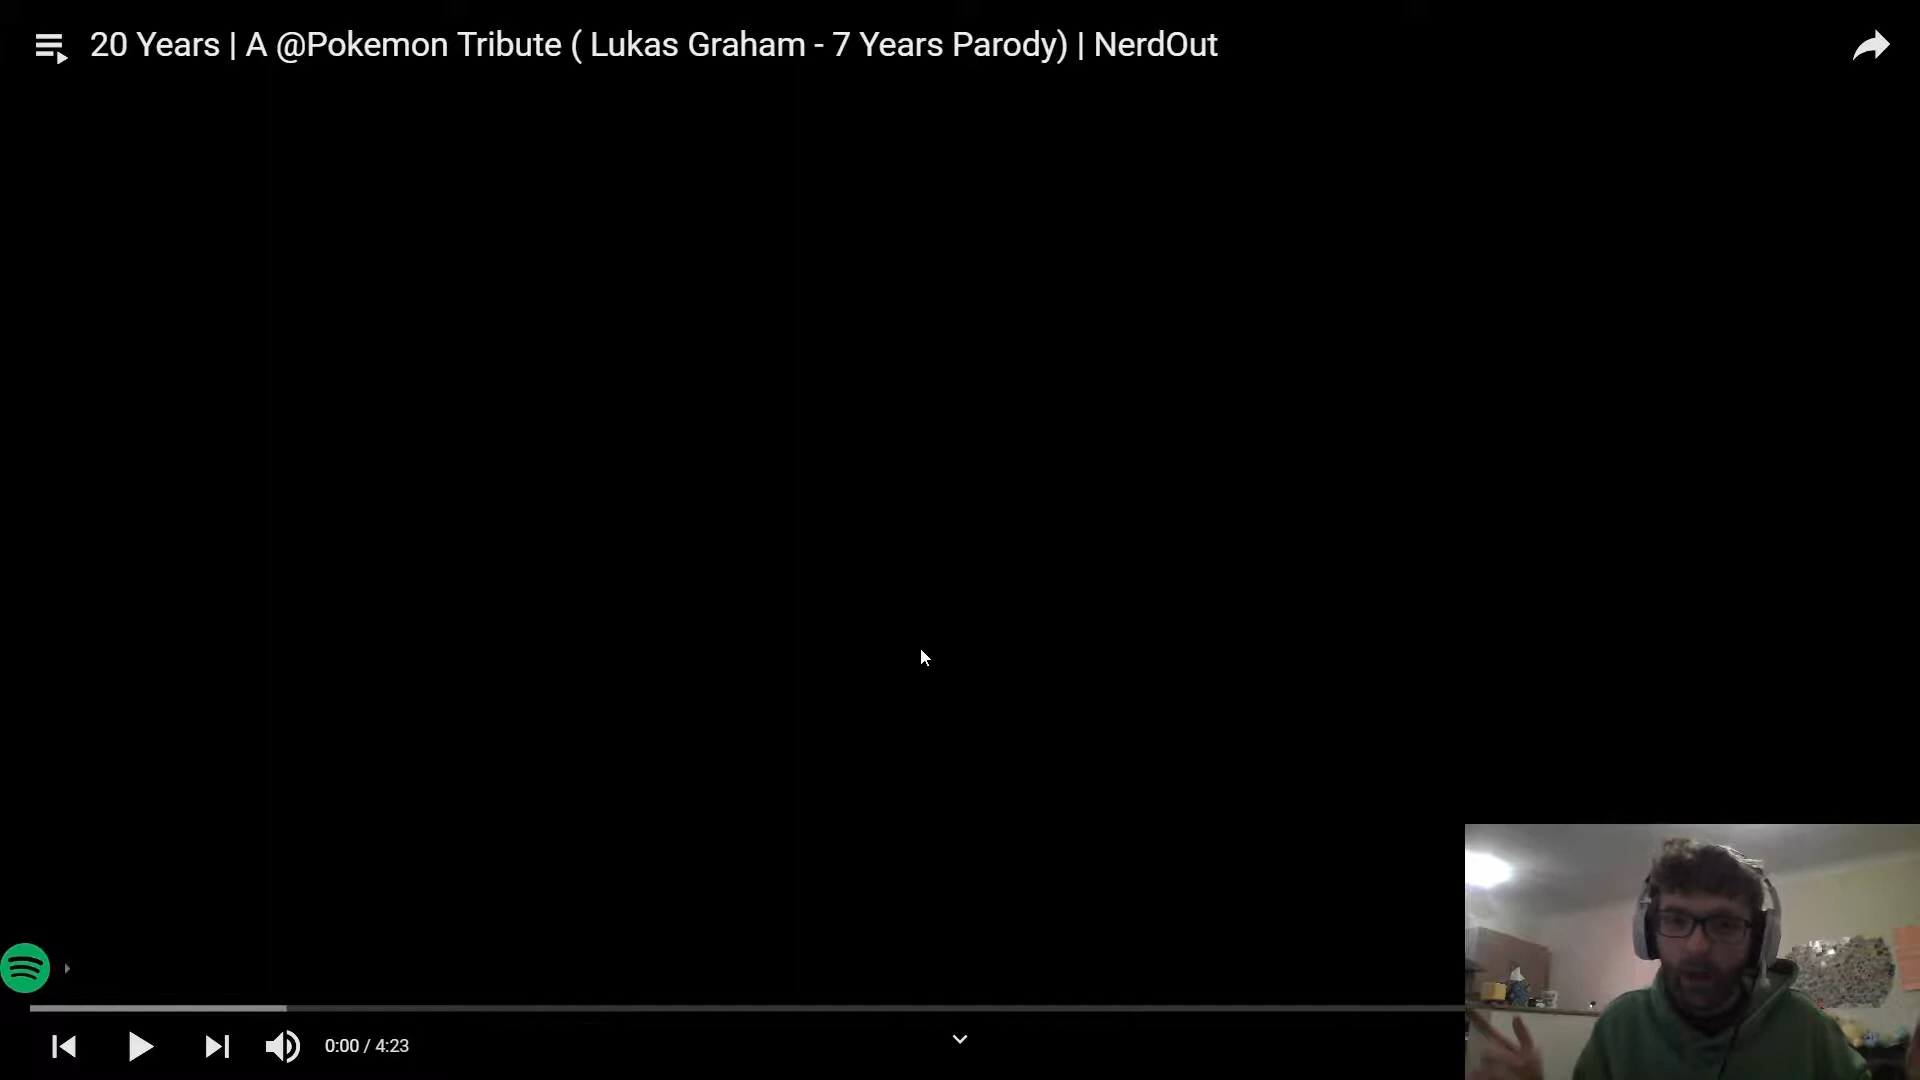 20 Years | A @Pokemon Tribute ( Lukas Graham - 7 Years Parody) | NerdOut
0:00 / 4:23